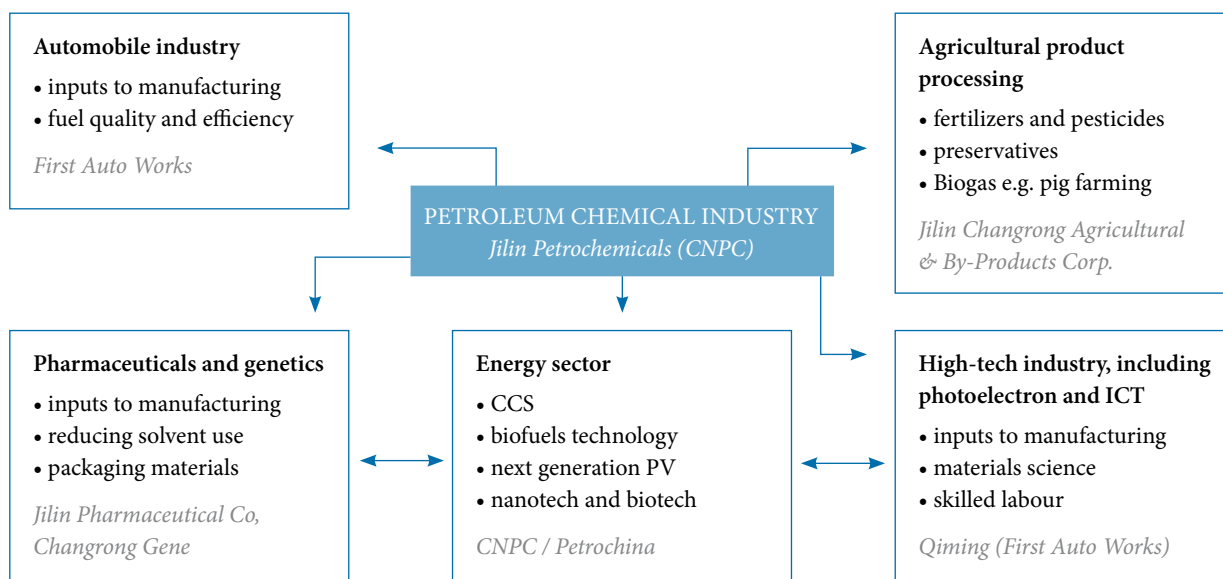 Automobile industry
• inputs to manufacturing
• fuel quality and efficiency
First Auto Works
Agricultural product
processing
• fertilizers and pesticides
• preservatives
• Biogas e.g. pig farming
Jilin Changrong Agricultural
& By-Products Corp.
PETROLEUM CHEMICAL INDUSTRY
Jilin Petrochemicals (CNPC)
Pharmaceuticals and genetics
• inputs to manufacturing
• reducing solvent use
• packaging materials
Jilin Pharmaceutical Co,
Changrong Gene
Energy sector
• CCS
• biofuels technology
• next generation PV
• nanotech and biotech
CNPC / Petrochina
High-tech industry, including
photoelectron and ICT
• inputs to manufacturing
• materials science
• skilled labour
Qiming (First Auto Works)